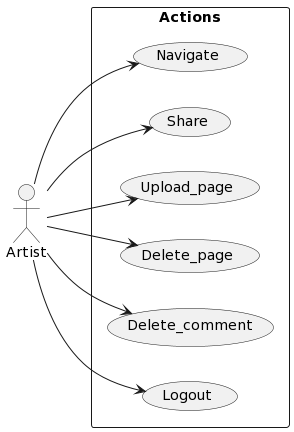 Actions
Navigate
Share
Upload_page
Delete_page
Artist
Delete_comment
Logout